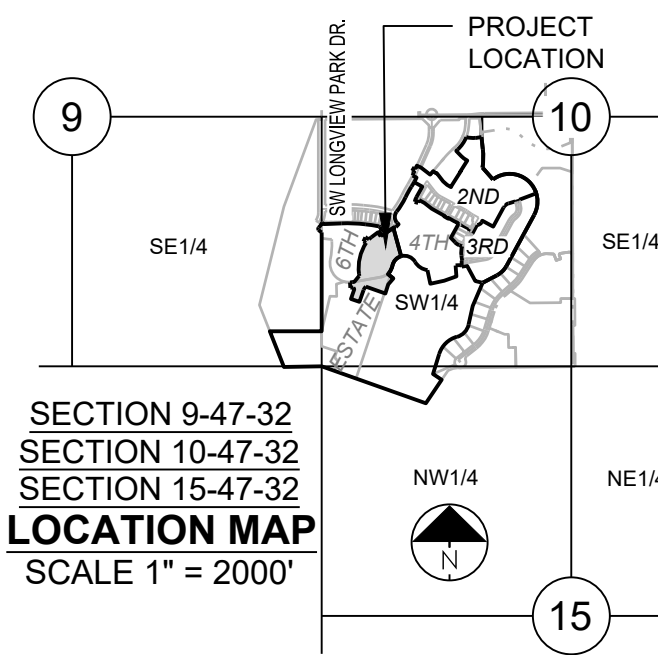 PROJECT
LOCATION
SW LONGVIEW PARK DR.
9
10
2ND
6TH
4TH
3RD
SE1/4
SE1/4
SW1/4
ESTATE
SECTION 9-47-32
SECTION 10-47-32
SECTION 15-47-32
LOCATION MAP
SCALE 1" = 2000'
NW1/4
NE1/4
N
15